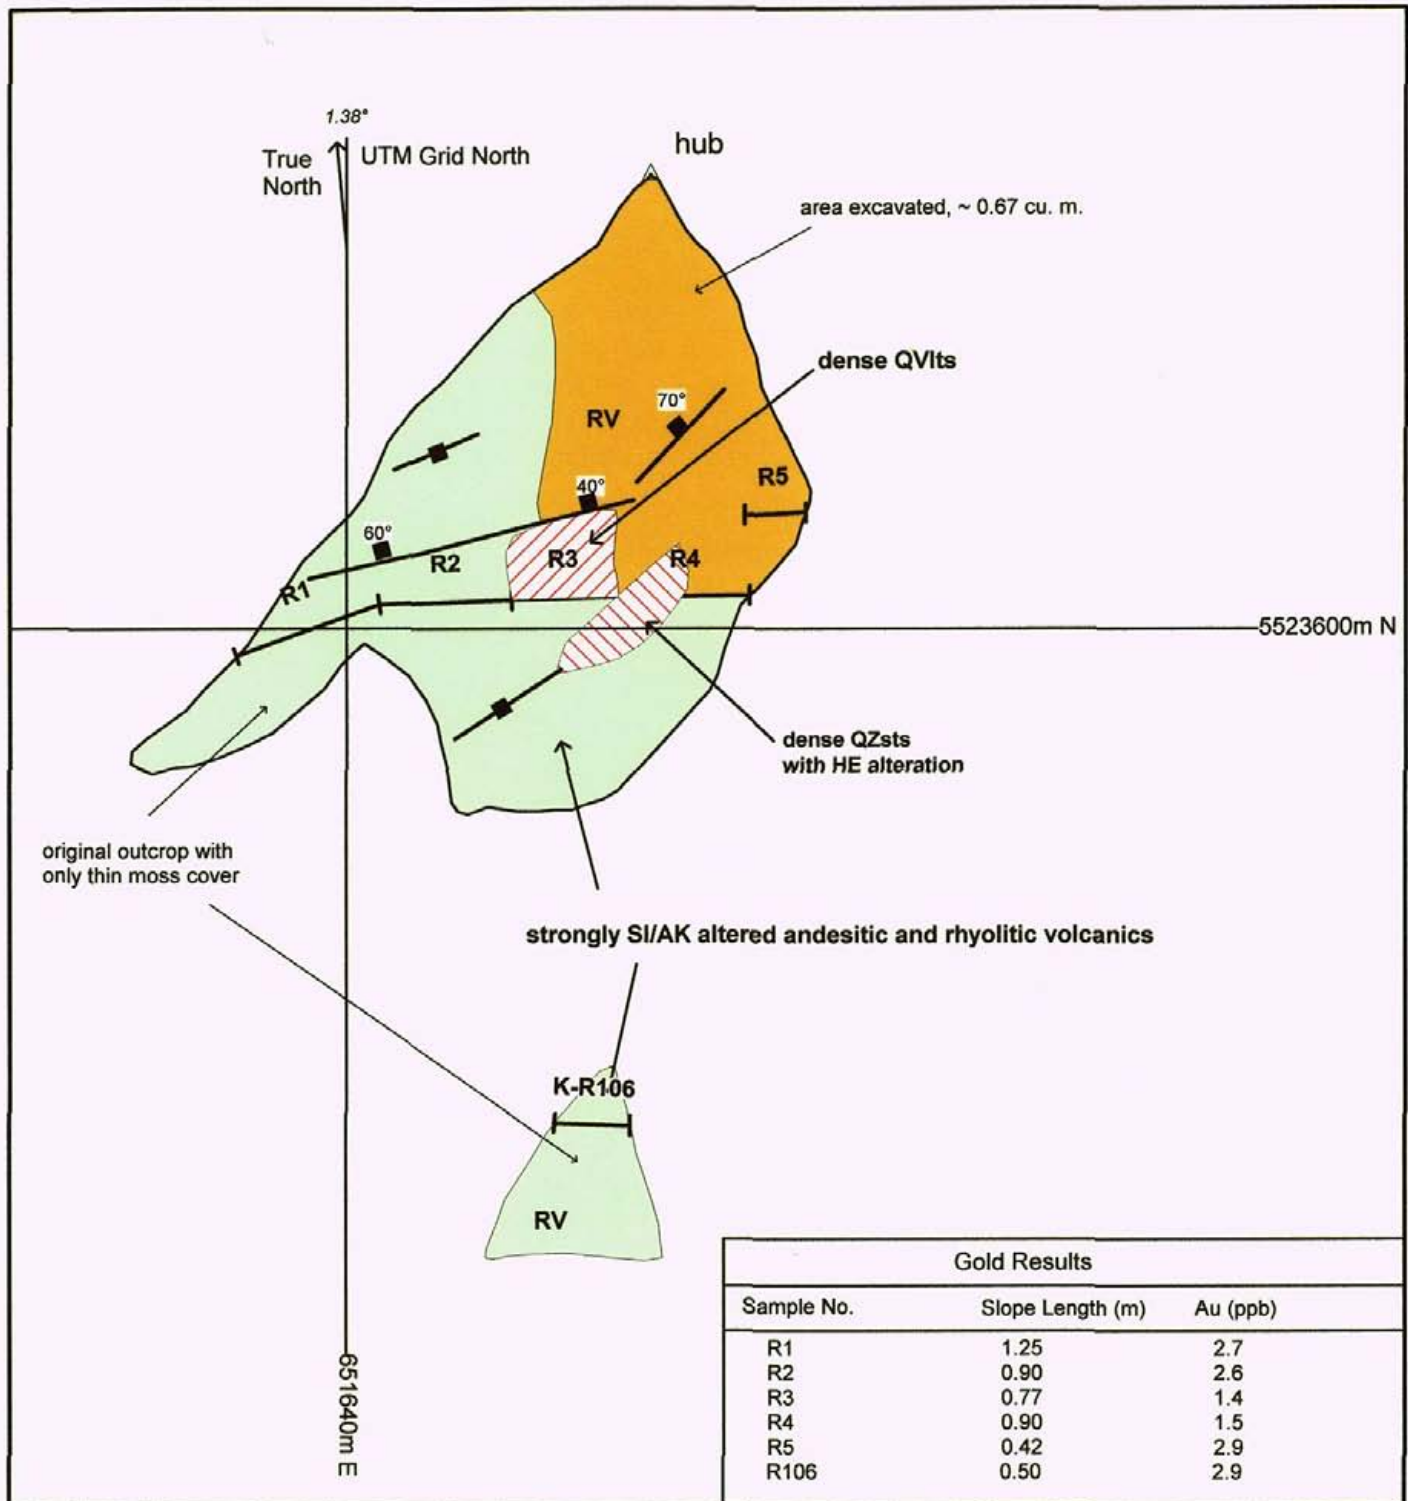 1.38°
hub
True
North
UTM Grid North
area excavated, ~ 0.67 cu. m.
dense QVlts
70°
RV
R5
40°
60°
R2
R3
R4
R1
5523600m N
dense QZsts
with HE alteration
original outcrop with
only thin moss cover
strongly SI/AK altered andesitic and rhyolitic volcanics
K-R106
RV
651640m E
Gold Results
Sample No. Slope Length (m) Au (ppb)
R1 1.25 2.7
R2 0.90 2.6
R3 0.77 1.4
R4 0.90 1.5
R5 0.42 2.9
R106 0.50 2.9